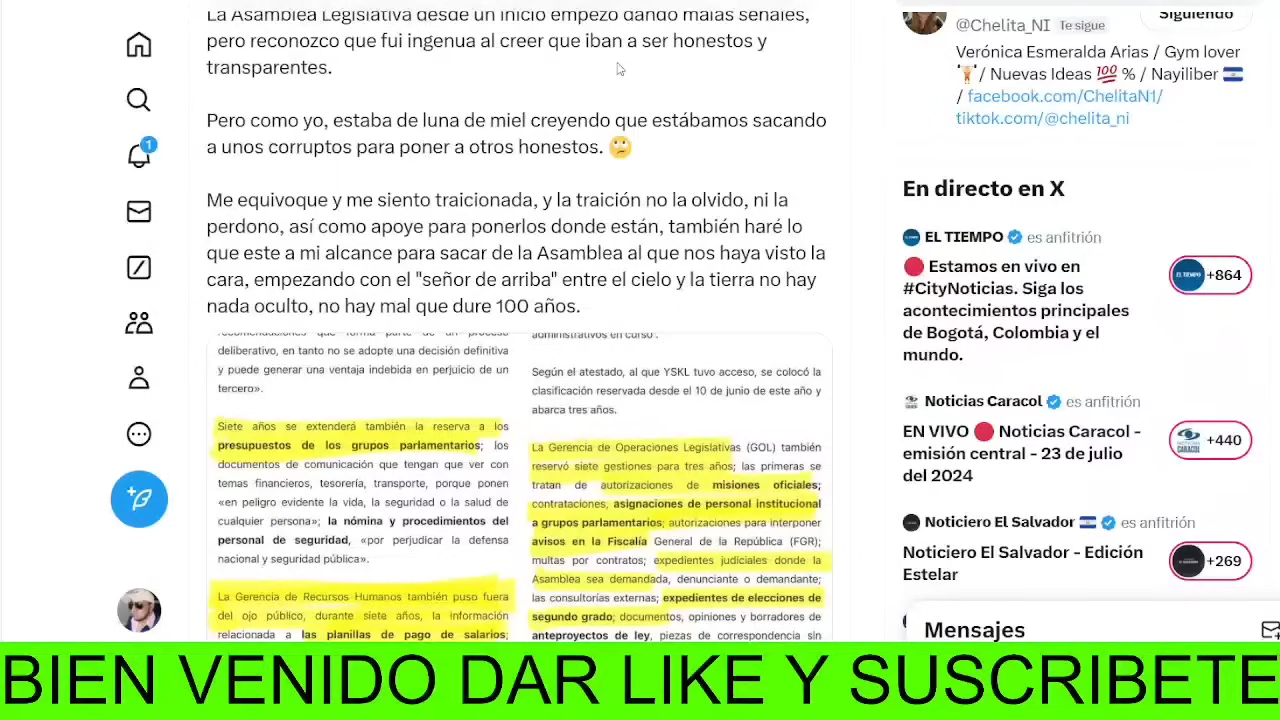 La Asamblea Legislativa desde un inicio empezó dando malas señales,
pero reconozco que fui ingenua al creer que iban a ser honestos y
transparentes.
Pero como yo, estaba de luna de miel creyendo que estábamos sacando
a unos corruptos para poner a otros honestos. 🙄
Me equivoque y me siento traicionada, y la traición no la olvido, ni la
perdono, así como apoye para ponerlos donde están, también haré lo
que este a mi alcance para sacar de la Asamblea al que nos haya visto la
cara, empezando con el "señor de arriba" entre el cielo y la tierra no hay
nada oculto, no hay mal que dure 100 años.
recomendaciones que forma parte de un proceso
deliberativo, en tanto no se adopte una decisión definitiva
y puede generar una ventaja indebida en perjuicio de un
tercero».
Siete años se extenderá también la reserva a los
presupuestos de los grupos parlamentarios; los
documentos de comunicación que tengan que ver con
temas financieros, tesorería, transporte, porque ponen
«en peligro evidente la vida, la seguridad o la salud de
cualquier persona»; la nómina y procedimientos del
personal de seguridad, «por perjudicar la defensa
nacional y seguridad pública».
La Gerencia de Recursos Humanos también puso fuera
del ojo público, durante siete años, la información
relacionada a las planillas de pago de salarios;
administrativos en curso".
Según el atestado, al que YSKL tuvo acceso, se colocó la
clasificación reservada desde el 10 de junio de este año y
abarca tres años.
La Gerencia de Operaciones Legislativas (GOL) también
reservó siete gestiones para tres años; las primeras se
tratan de autorizaciones de misiones oficiales;
contrataciones, asignaciones de personal institucional
a grupos parlamentarios; autorizaciones para interponer
avisos en la Fiscalía General de la República (FGR);
multas por contratos; expedientes judiciales donde la
Asamblea sea demandada, denunciante o demandante;
las consultorías externas; expedientes de elecciones de
segundo grado; documentos, opiniones y borradores de
anteproyectos de ley, piezas de correspondencia sin
Siguiendo
@Chelita_NI Te sigue
Verónica Esmeralda Arias / Gym lover
🏋️/ Nuevas Ideas 💯 % / Nayiliber 🇸🇻
/ facebook.com/ChelitaN1/
tiktok.com/@chelita_ni
En directo en X
EL TIEMPO es anfitrión
🔴 Estamos en vivo en
#CityNoticias. Siga los
acontecimientos principales
de Bogotá, Colombia y el
mundo.
EL TIEMPO +864
Noticias Caracol es anfitrión
EN VIVO 🔴 Noticias Caracol -
emisión central - 23 de julio
del 2024
+440
Noticiero El Salvador 🇸🇻 es anfitrión
Noticiero El Salvador - Edición
Estelar
+269
Mensajes
1
BIEN VENIDO DAR LIKE Y SUSCRIBETE